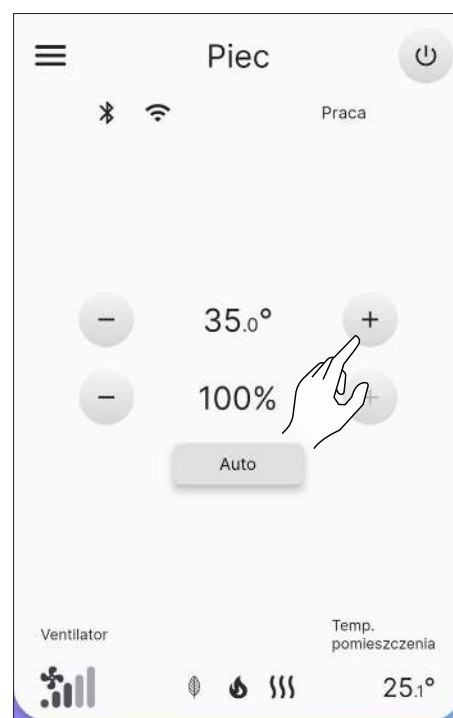 Piec
Praca
− 35.0° +
− 100% +
Auto
Ventilator
Temp.
pomieszczenia
25.1°